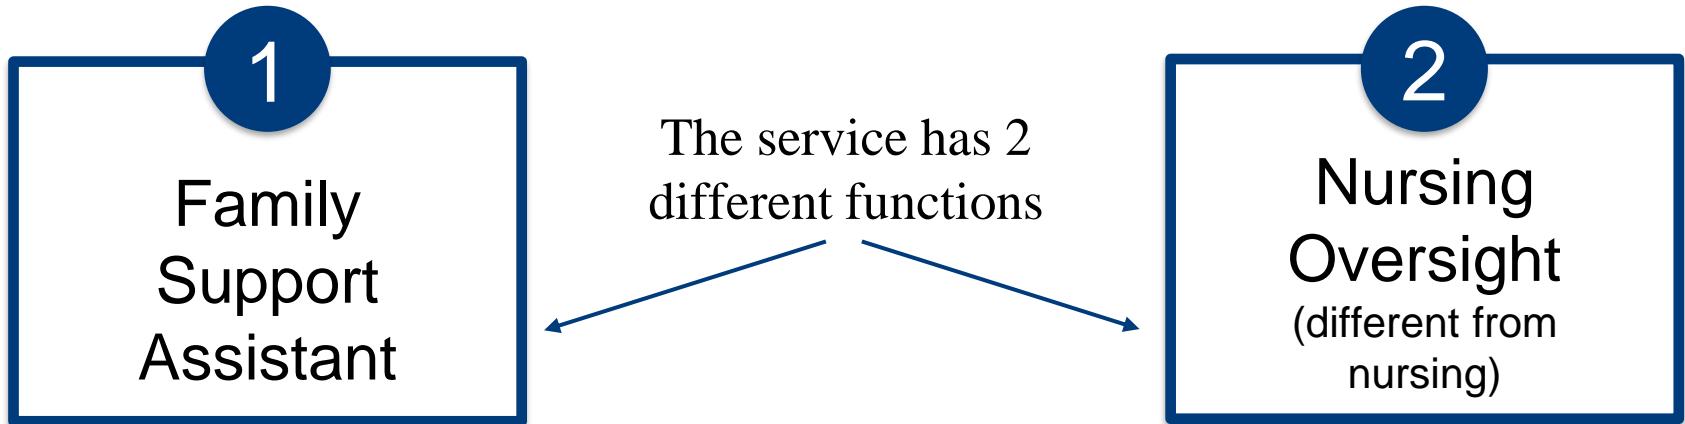 1
Family
Support
Assistant
The service has 2
different functions
2
Nursing
Oversight
(different from
nursing)